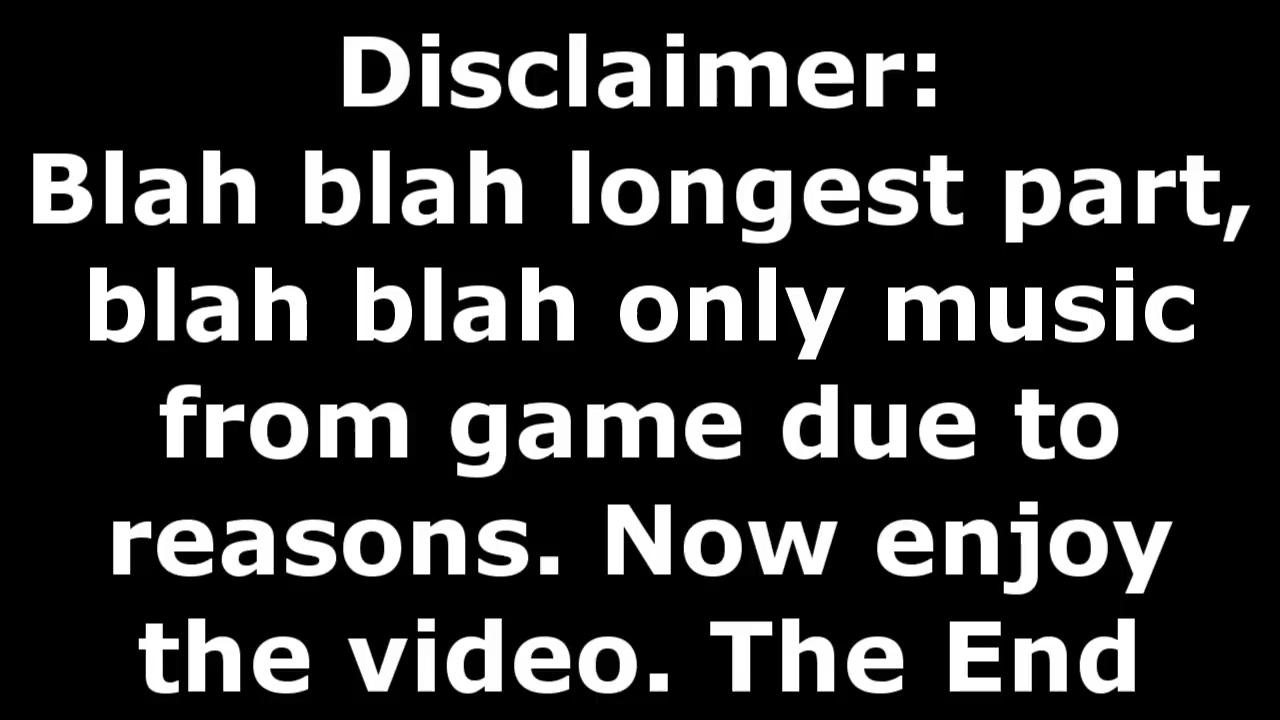 Disclaimer:
Blah blah longest part,
blah blah only music
from game due to
reasons. Now enjoy
the video. The End